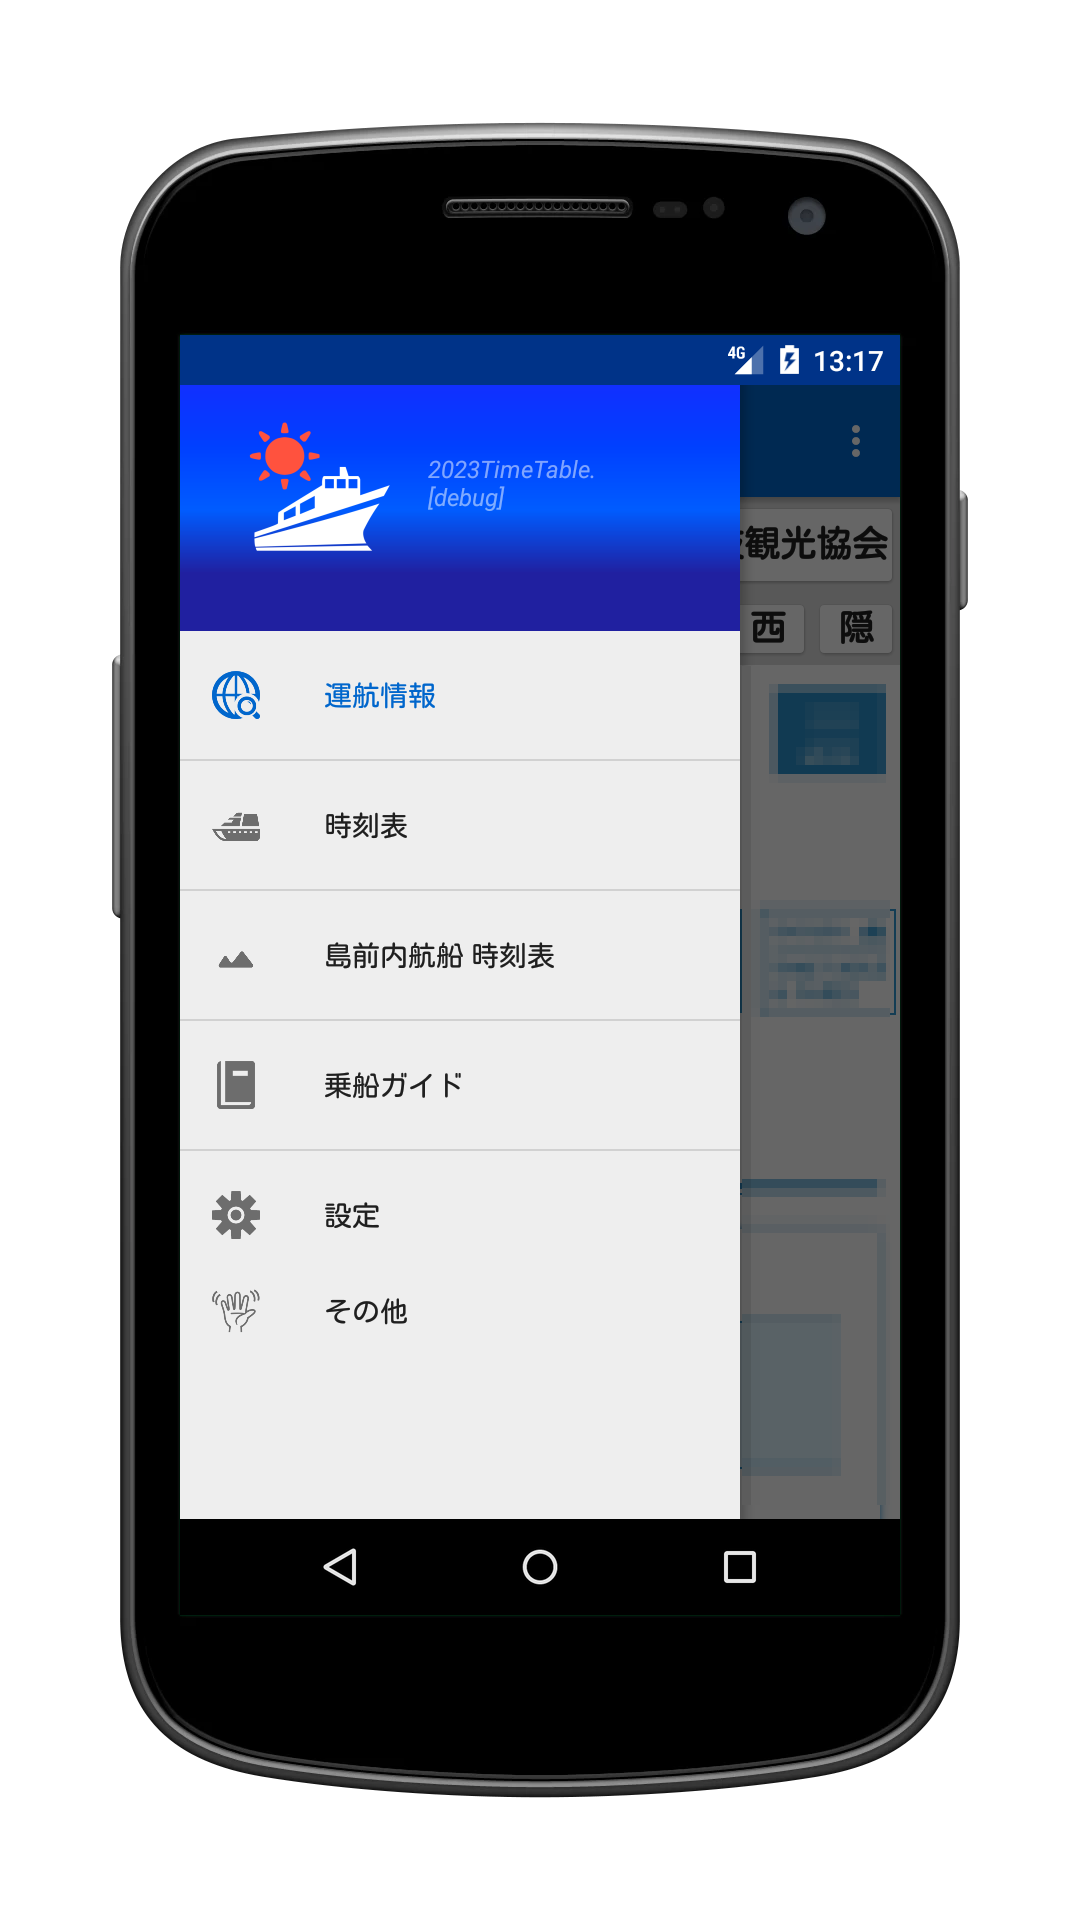 4G 13:17
2023TimeTable.
[debug]
観光協会
西 隠
運航情報
時刻表
島前内航船 時刻表
乗船ガイド
設定
その他